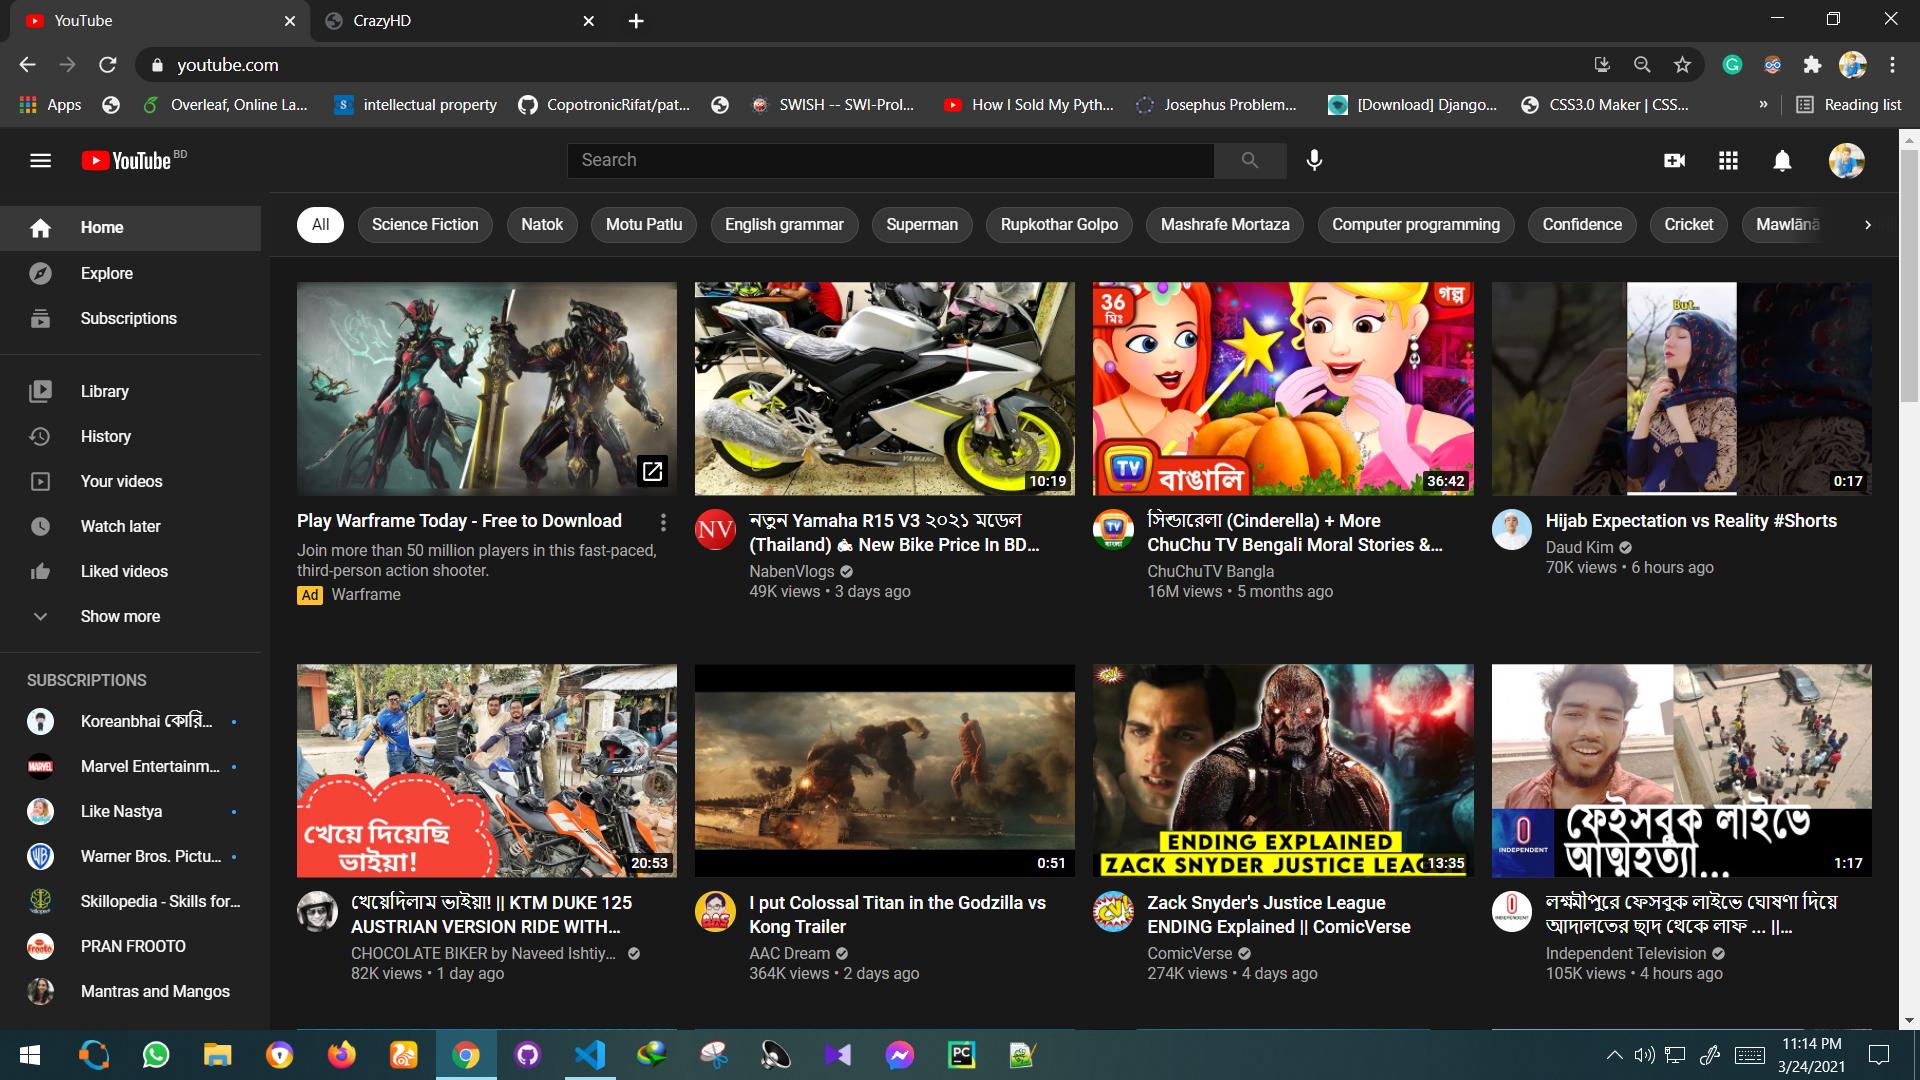 YouTube
CrazyHD
youtube.com
Apps
Overleaf, Online La...
intellectual property
CopotronicRifat/pat...
SWISH -- SWI-Prol...
How I Sold My Pyth...
Josephus Problem...
[Download] Django...
CSS3.0 Maker | CSS...
»
Reading list
YouTube BD
Search
Home
Explore
Subscriptions
Library
History
Your videos
Watch later
Liked videos
Show more
SUBSCRIPTIONS
Koreanbhai কোরি...
MARVEL
Marvel Entertainm...
Like Nastya
Warner Bros. Pictu...
Skillopedia - Skills for...
Frooto
PRAN FROOTO
Mantras and Mangos
All
Science Fiction
Natok
Motu Patlu
English grammar
Superman
Rupkothar Golpo
Mashrafe Mortaza
Computer programming
Confidence
Cricket
Mawlānā
Play Warframe Today - Free to Download
Join more than 50 million players in this fast-paced,
third-person action shooter.
Ad Warframe
YAMAHA
10:19
NV
নতুন Yamaha R15 V3 ২০২১ মডেল
(Thailand) 🏍 New Bike Price In BD...
NabenVlogs
49K views • 3 days ago
36
মিঃ
গল্প
TV
বাঙালি
36:42
সিন্ডারেলা (Cinderella) + More
ChuChu TV Bengali Moral Stories &...
ChuChuTV Bangla
16M views • 5 months ago
But...
0:17
Hijab Expectation vs Reality #Shorts
Daud Kim
70K views • 6 hours ago
SHARK
খেয়ে দিয়েছি
ভাইয়া!
20:53
খেয়েদিলাম ভাইয়া! || KTM DUKE 125
AUSTRIAN VERSION RIDE WITH...
CHOCOLATE BIKER by Naveed Ishtiy...
82K views • 1 day ago
0:51
I put Colossal Titan in the Godzilla vs
Kong Trailer
AAC Dream
364K views • 2 days ago
ENDING EXPLAINED
ZACK SNYDER JUSTICE LEAG
13:35
Zack Snyder's Justice League
ENDING Explained || ComicVerse
ComicVerse
274K views • 4 days ago
INDEPENDENT
ফেইসবুক লাইভে
আত্মহত্যা...
1:17
লক্ষ্মীপুরে ফেসবুক লাইভে ঘোষণা দিয়ে
আদালতের ছাদ থেকে লাফ ... ||...
Independent Television
105K views • 4 hours ago
PC
11:14 PM
3/24/2021